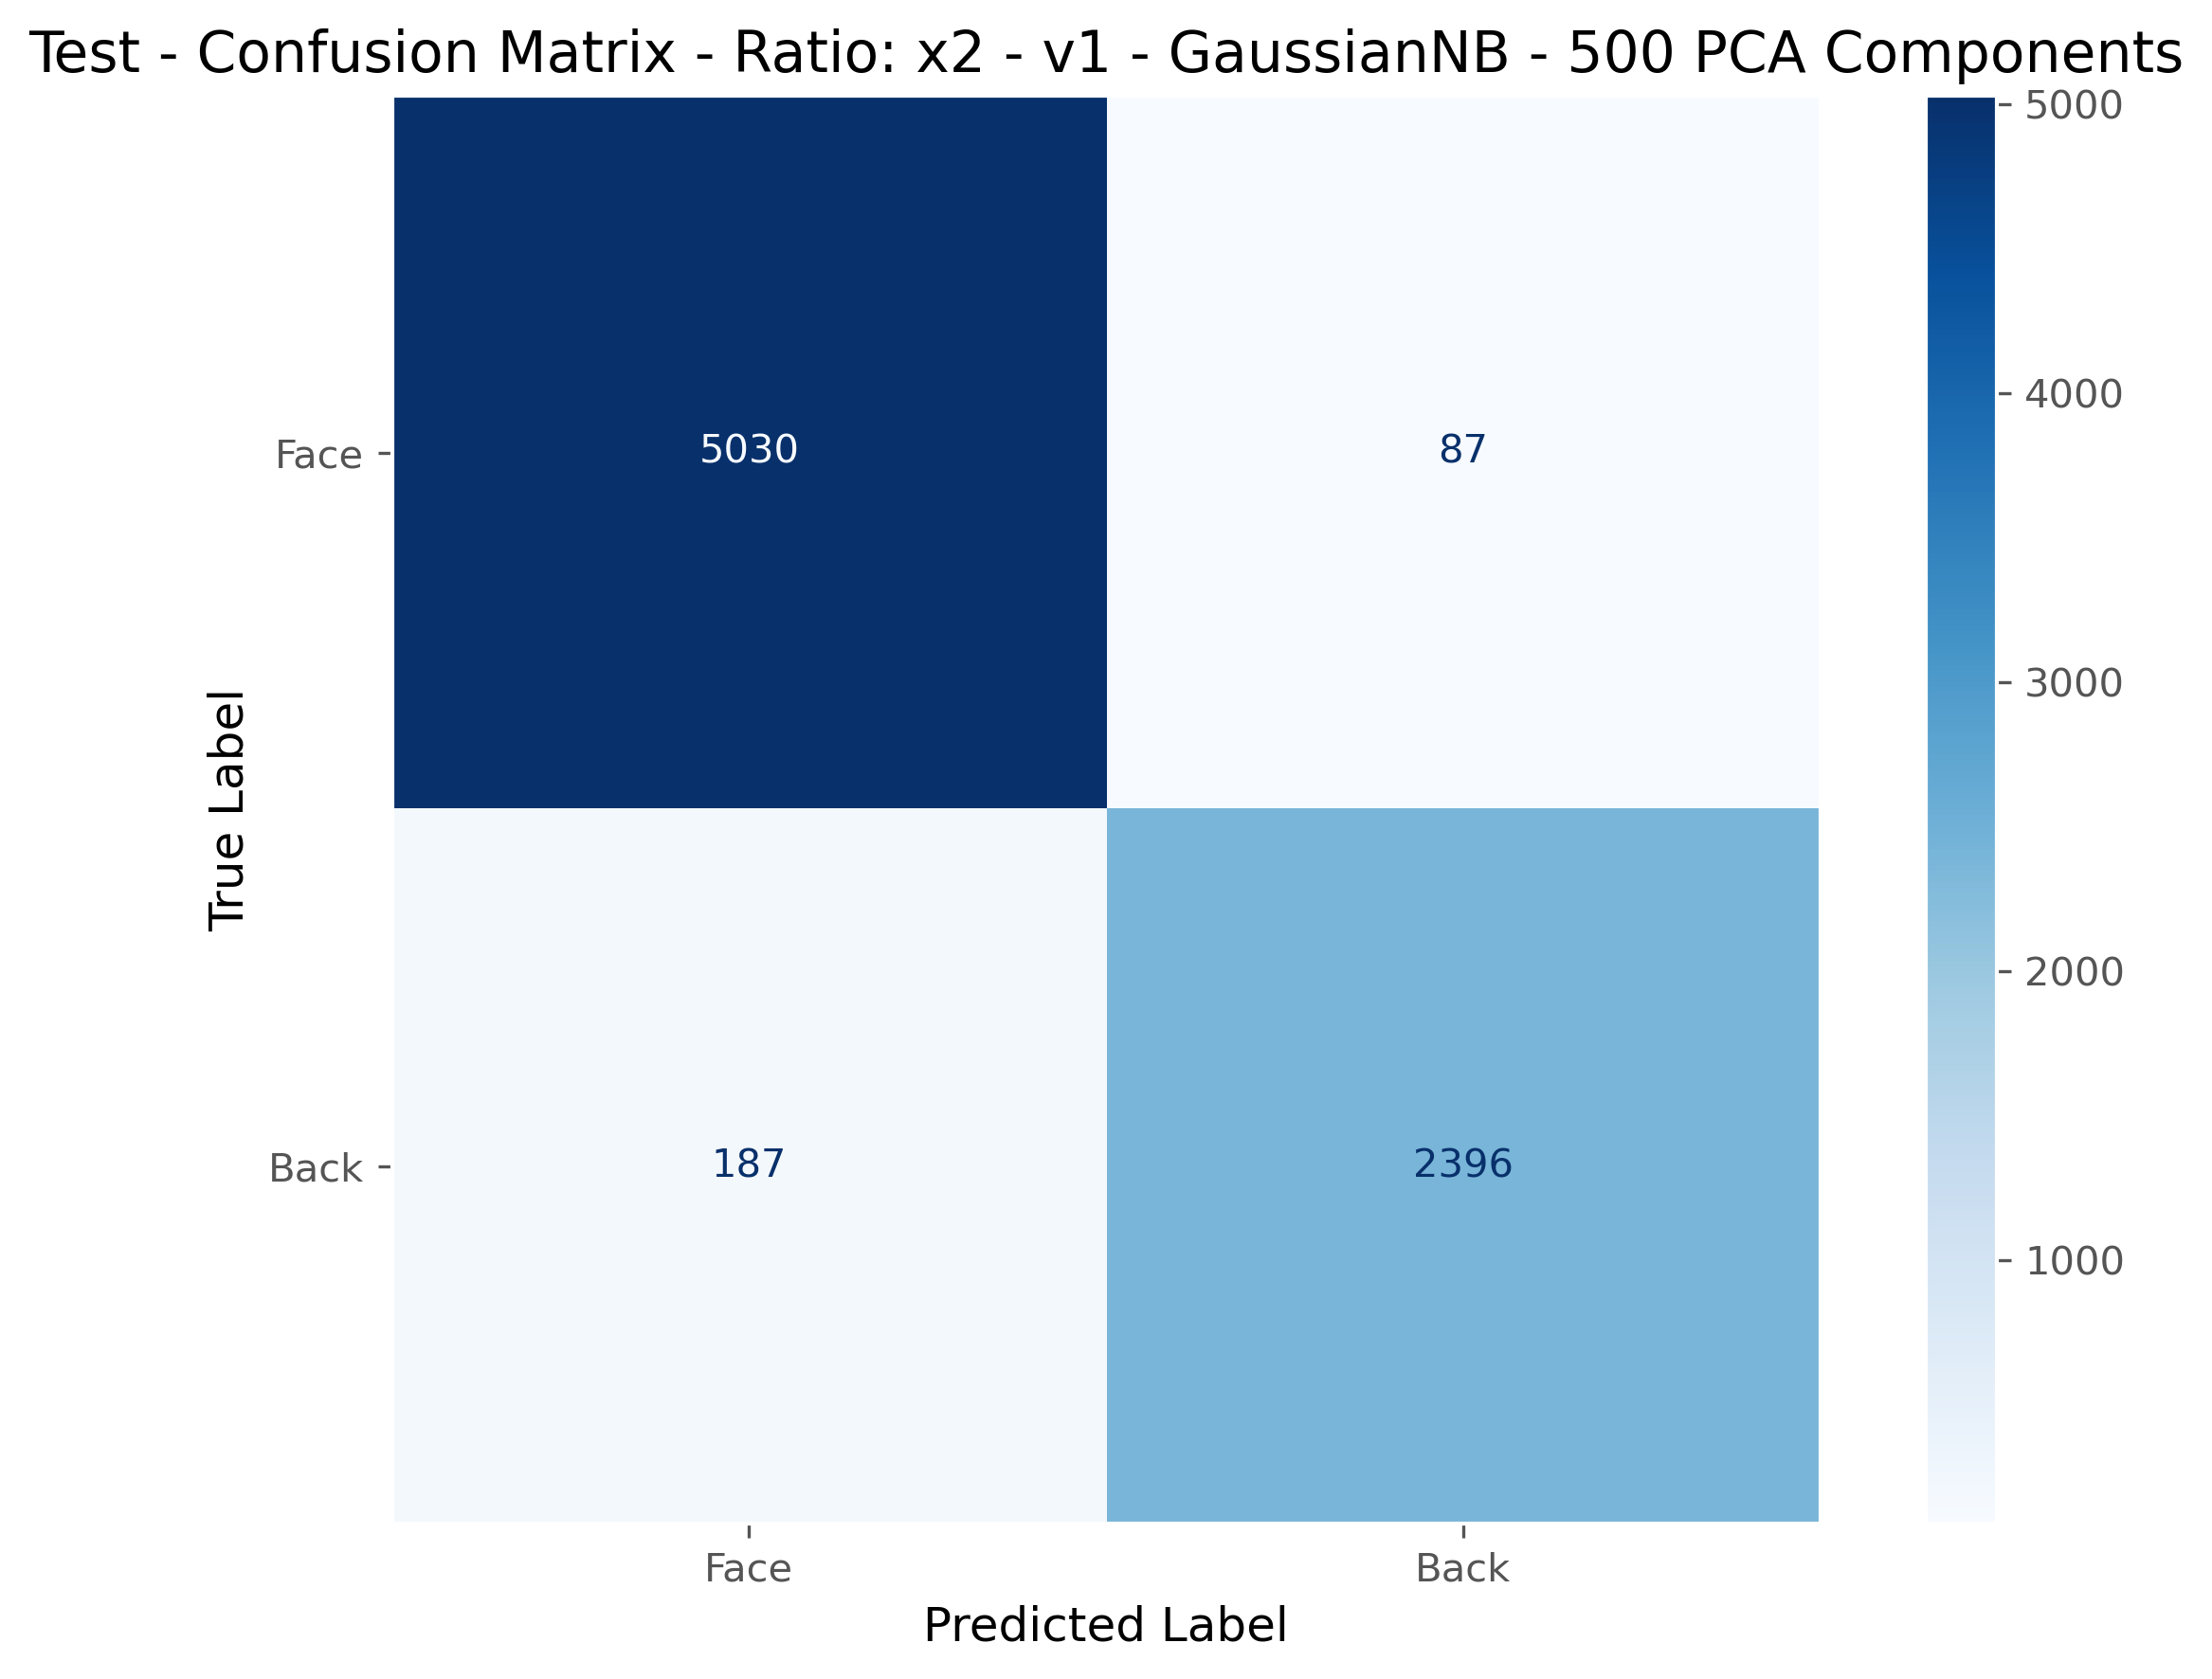 Test - Confusion Matrix - Ratio: x2 - v1 - GaussianNB - 500 PCA Components
True Label
Face
Back
5030
87
187
2396
Face
Back
Predicted Label
5000
4000
3000
2000
1000